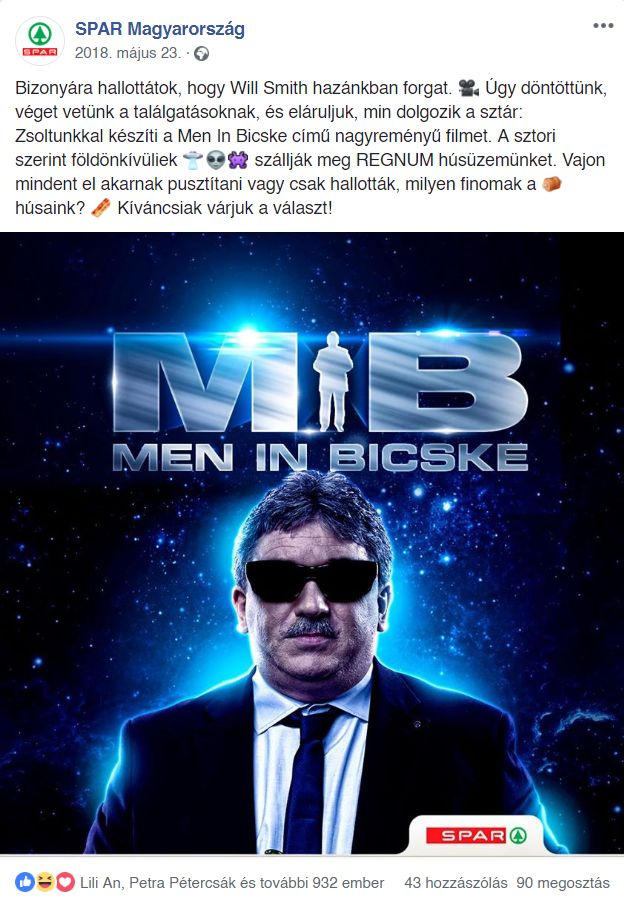 SPAR Magyarország
SPAR
2018. május 23. ·
Bizonyára hallottátok, hogy Will Smith hazánkban forgat. 🎥 Úgy döntöttünk,
véget vetünk a találgatásoknak, és eláruljuk, min dolgozik a sztár:
Zsoltunkkal készíti a Men In Bicske című nagyreményű filmet. A sztori
szerint földönkívüliek 🛸👽👾 szállják meg REGNUM húsüzemünket. Vajon
mindent el akarnak pusztítani vagy csak hallották, milyen finomak a 🍖
húsaink? 🥓 Kíváncsiak várjuk a választ!
MIB
MEN IN BICSKE
SPAR
Lili An, Petra Pétercsák és további 932 ember 43 hozzászólás 90 megosztás